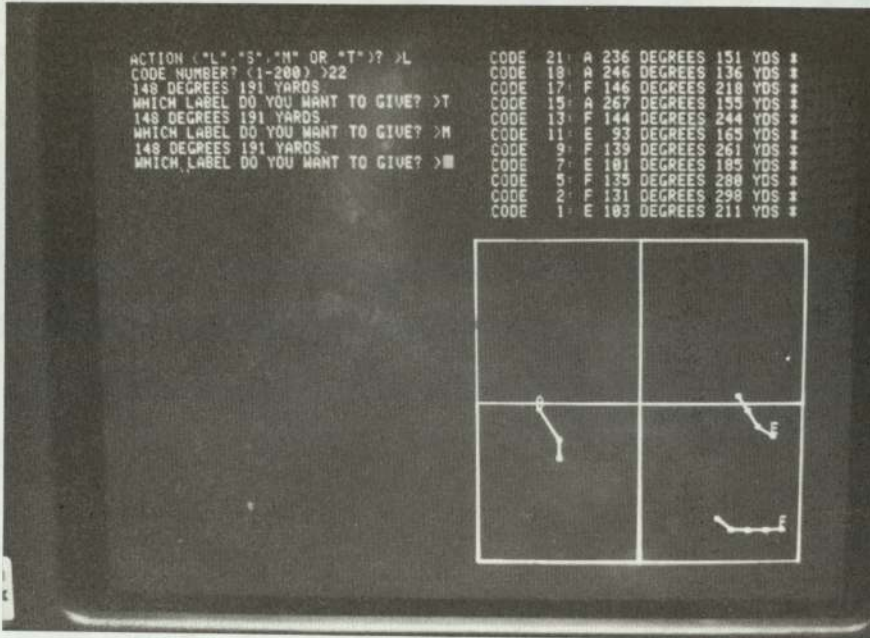 ACTION ("L","S","M" OR "T")? >L
CODE NUMBER? (1-200) >22
148 DEGREES 191 YARDS
WHICH LABEL DO YOU WANT TO GIVE? >T
148 DEGREES 191 YARDS
WHICH LABEL DO YOU WANT TO GIVE? >M
148 DEGREES 191 YARDS
WHICH LABEL DO YOU WANT TO GIVE? >
CODE 21: A 236 DEGREES 151 YDS *
CODE 18: A 246 DEGREES 136 YDS *
CODE 17: F 146 DEGREES 218 YDS *
CODE 15: A 267 DEGREES 155 YDS *
CODE 13: F 144 DEGREES 244 YDS *
CODE 11: E 93 DEGREES 165 YDS *
CODE 9: F 139 DEGREES 261 YDS *
CODE 7: E 101 DEGREES 185 YDS *
CODE 5: F 135 DEGREES 280 YDS *
CODE 2: F 131 DEGREES 298 YDS *
CODE 1: E 103 DEGREES 211 YDS *
A
E
F